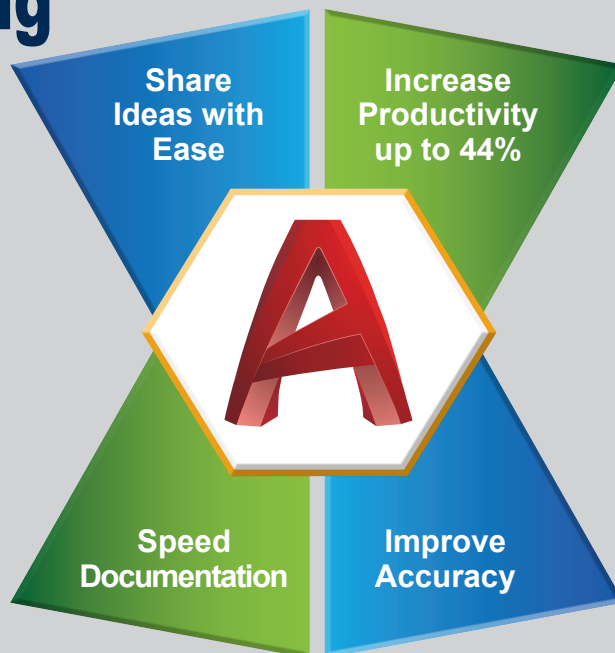 Share
Ideas with
Ease
Increase
Productivity
up to 44%
Speed
Documentation
Improve
Accuracy